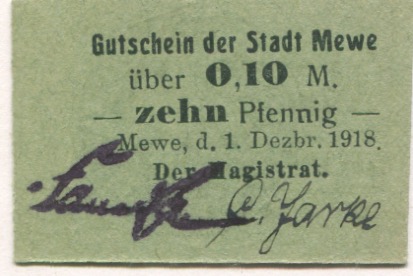 Gutschein der Stadt Mewe
über 0,10 M.
— zehn Pfennig —
Mewe, d. 1. Dezbr. 1918.
Der Magistrat.